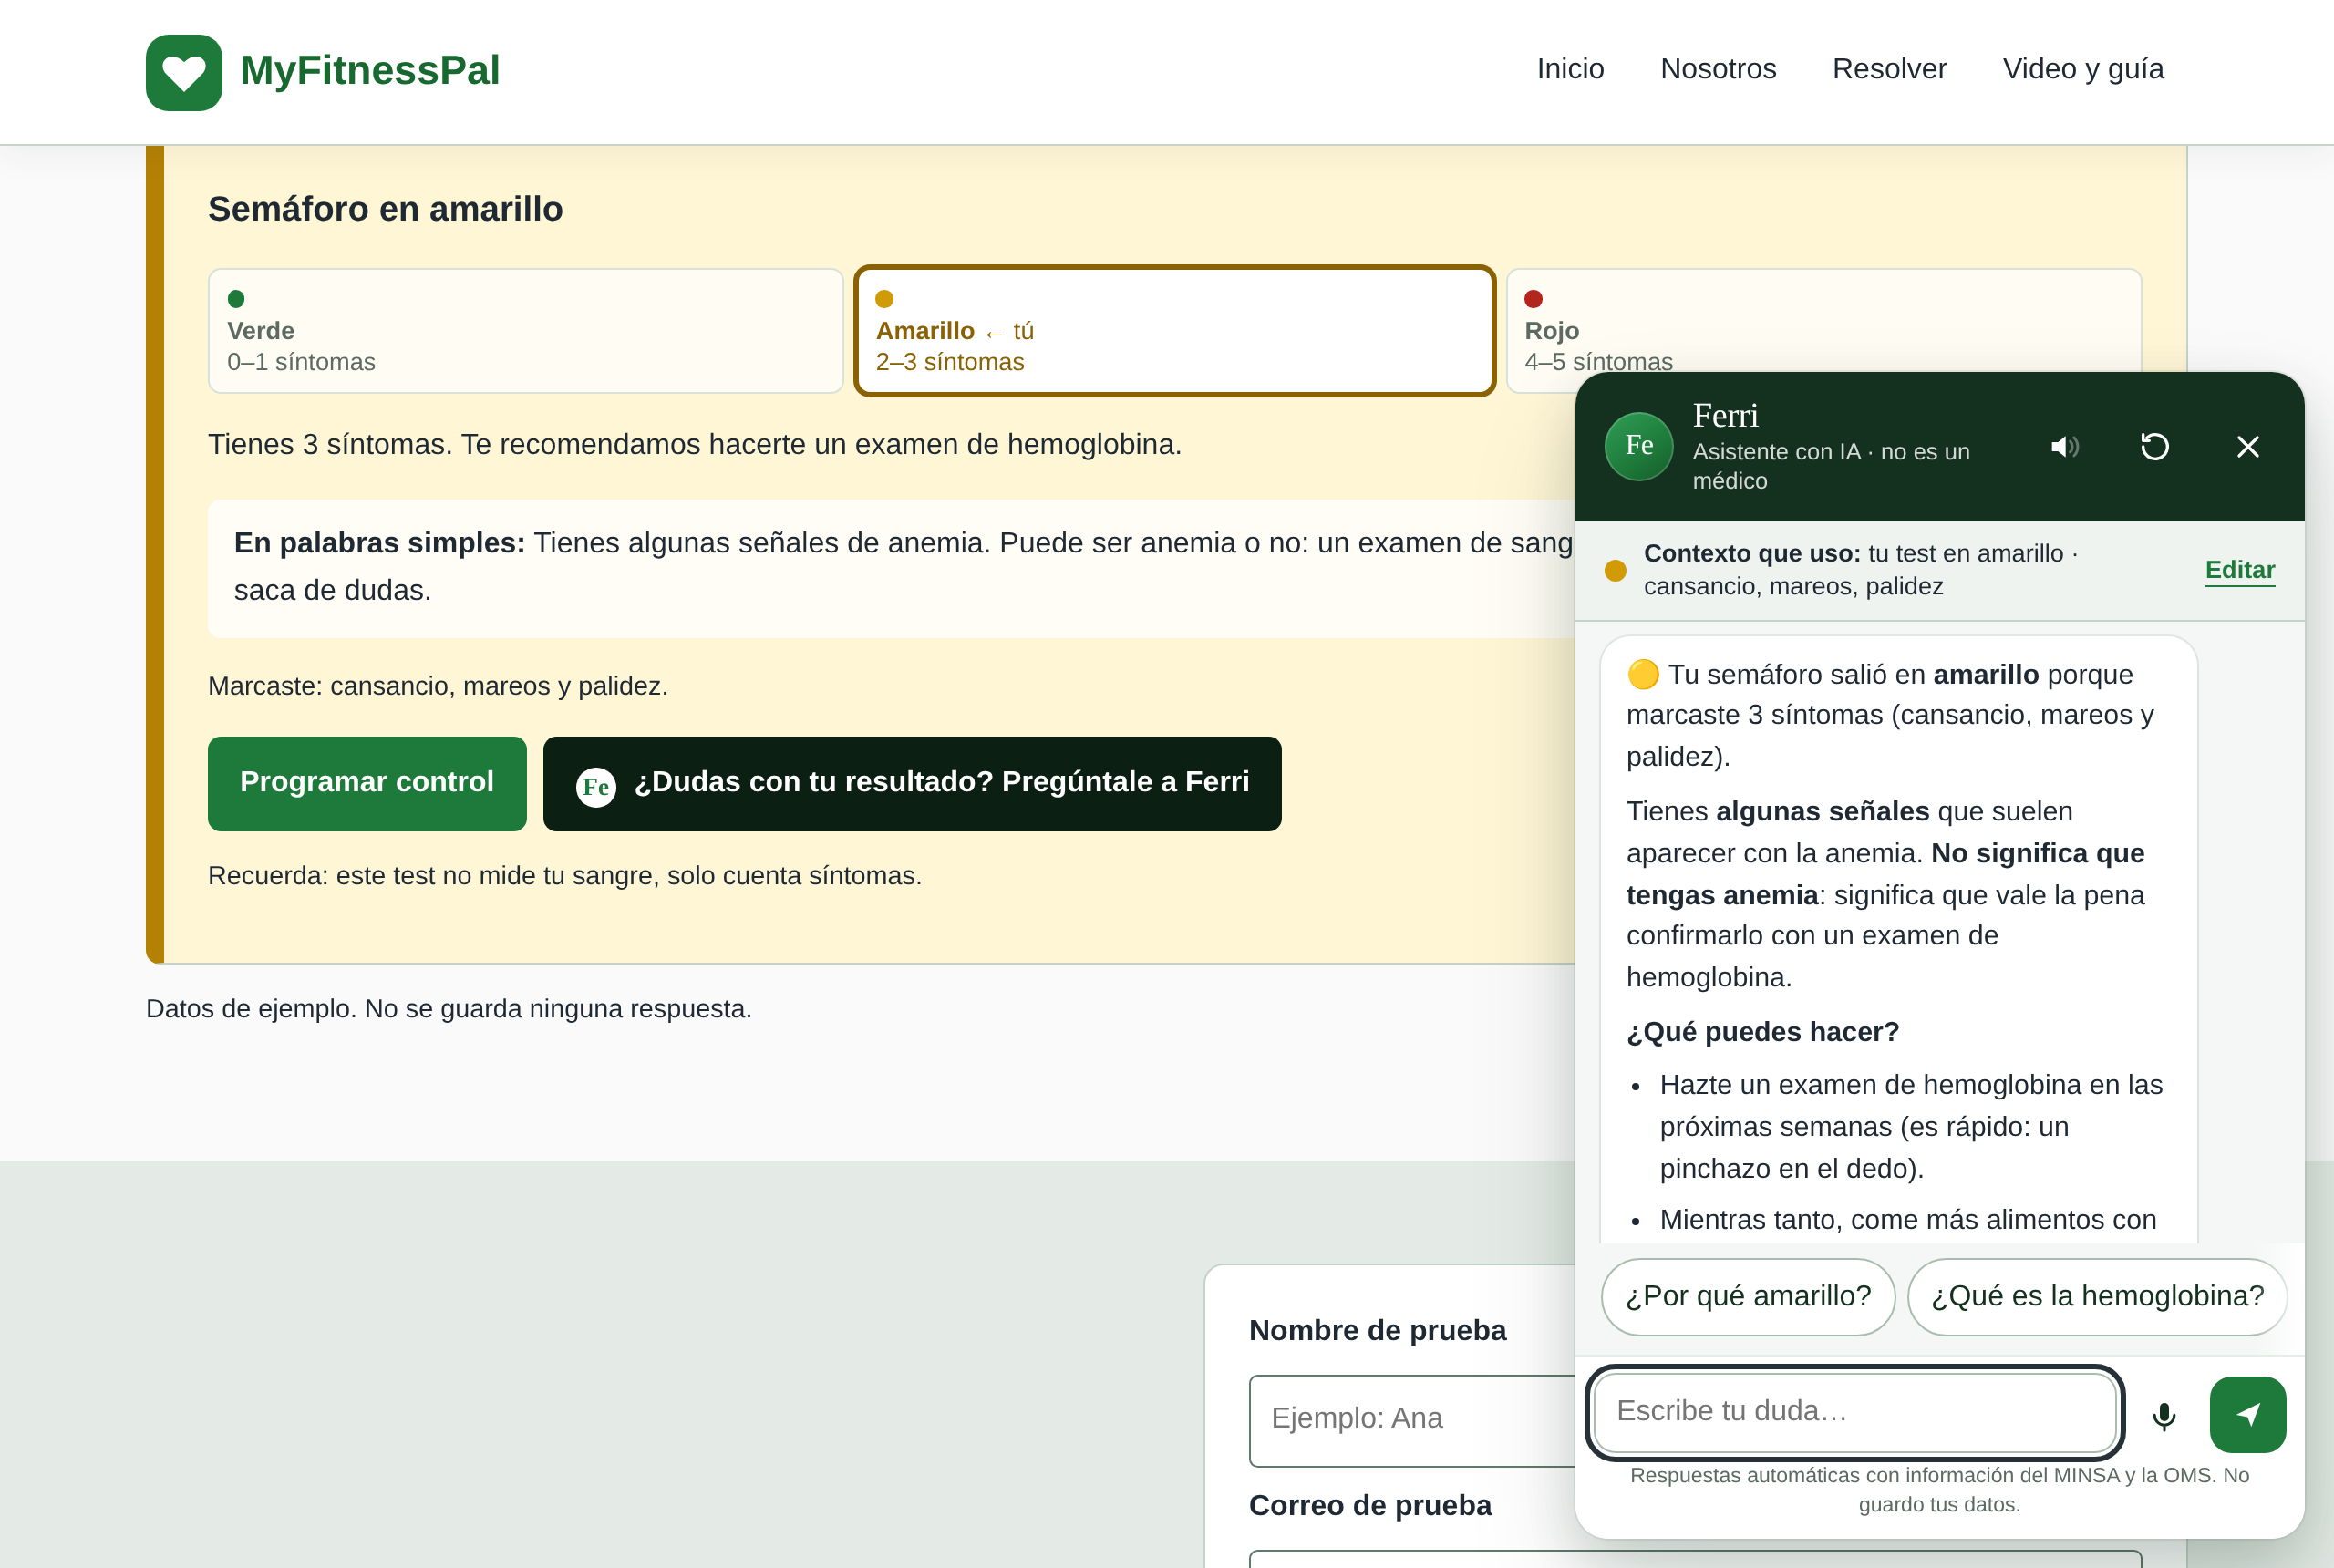 MyFitnessPal
Inicio
Nosotros
Resolver
Video y guía
Semáforo en amarillo
Verde
0–1 síntomas
Amarillo ← tú
2–3 síntomas
Rojo
4–5 síntomas
Tienes 3 síntomas. Te recomendamos hacerte un examen de hemoglobina.
En palabras simples: Tienes algunas señales de anemia. Puede ser anemia o no: un examen de sang
saca de dudas.
Marcaste: cansancio, mareos y palidez.
Programar control
Fe ¿Dudas con tu resultado? Pregúntale a Ferri
Recuerda: este test no mide tu sangre, solo cuenta síntomas.
Datos de ejemplo. No se guarda ninguna respuesta.
Nombre de prueba
Ejemplo: Ana
Correo de prueba
Fe
Ferri
Asistente con IA · no es un
médico
Contexto que uso: tu test en amarillo ·
cansancio, mareos, palidez
Editar
🟡 Tu semáforo salió en amarillo porque
marcaste 3 síntomas (cansancio, mareos y
palidez).
Tienes algunas señales que suelen
aparecer con la anemia. No significa que
tengas anemia: significa que vale la pena
confirmarlo con un examen de
hemoglobina.
¿Qué puedes hacer?
• Hazte un examen de hemoglobina en las
próximas semanas (es rápido: un
pinchazo en el dedo).
• Mientras tanto, come más alimentos con
¿Por qué amarillo?
¿Qué es la hemoglobina?
Escribe tu duda…
Respuestas automáticas con información del MINSA y la OMS. No
guardo tus datos.